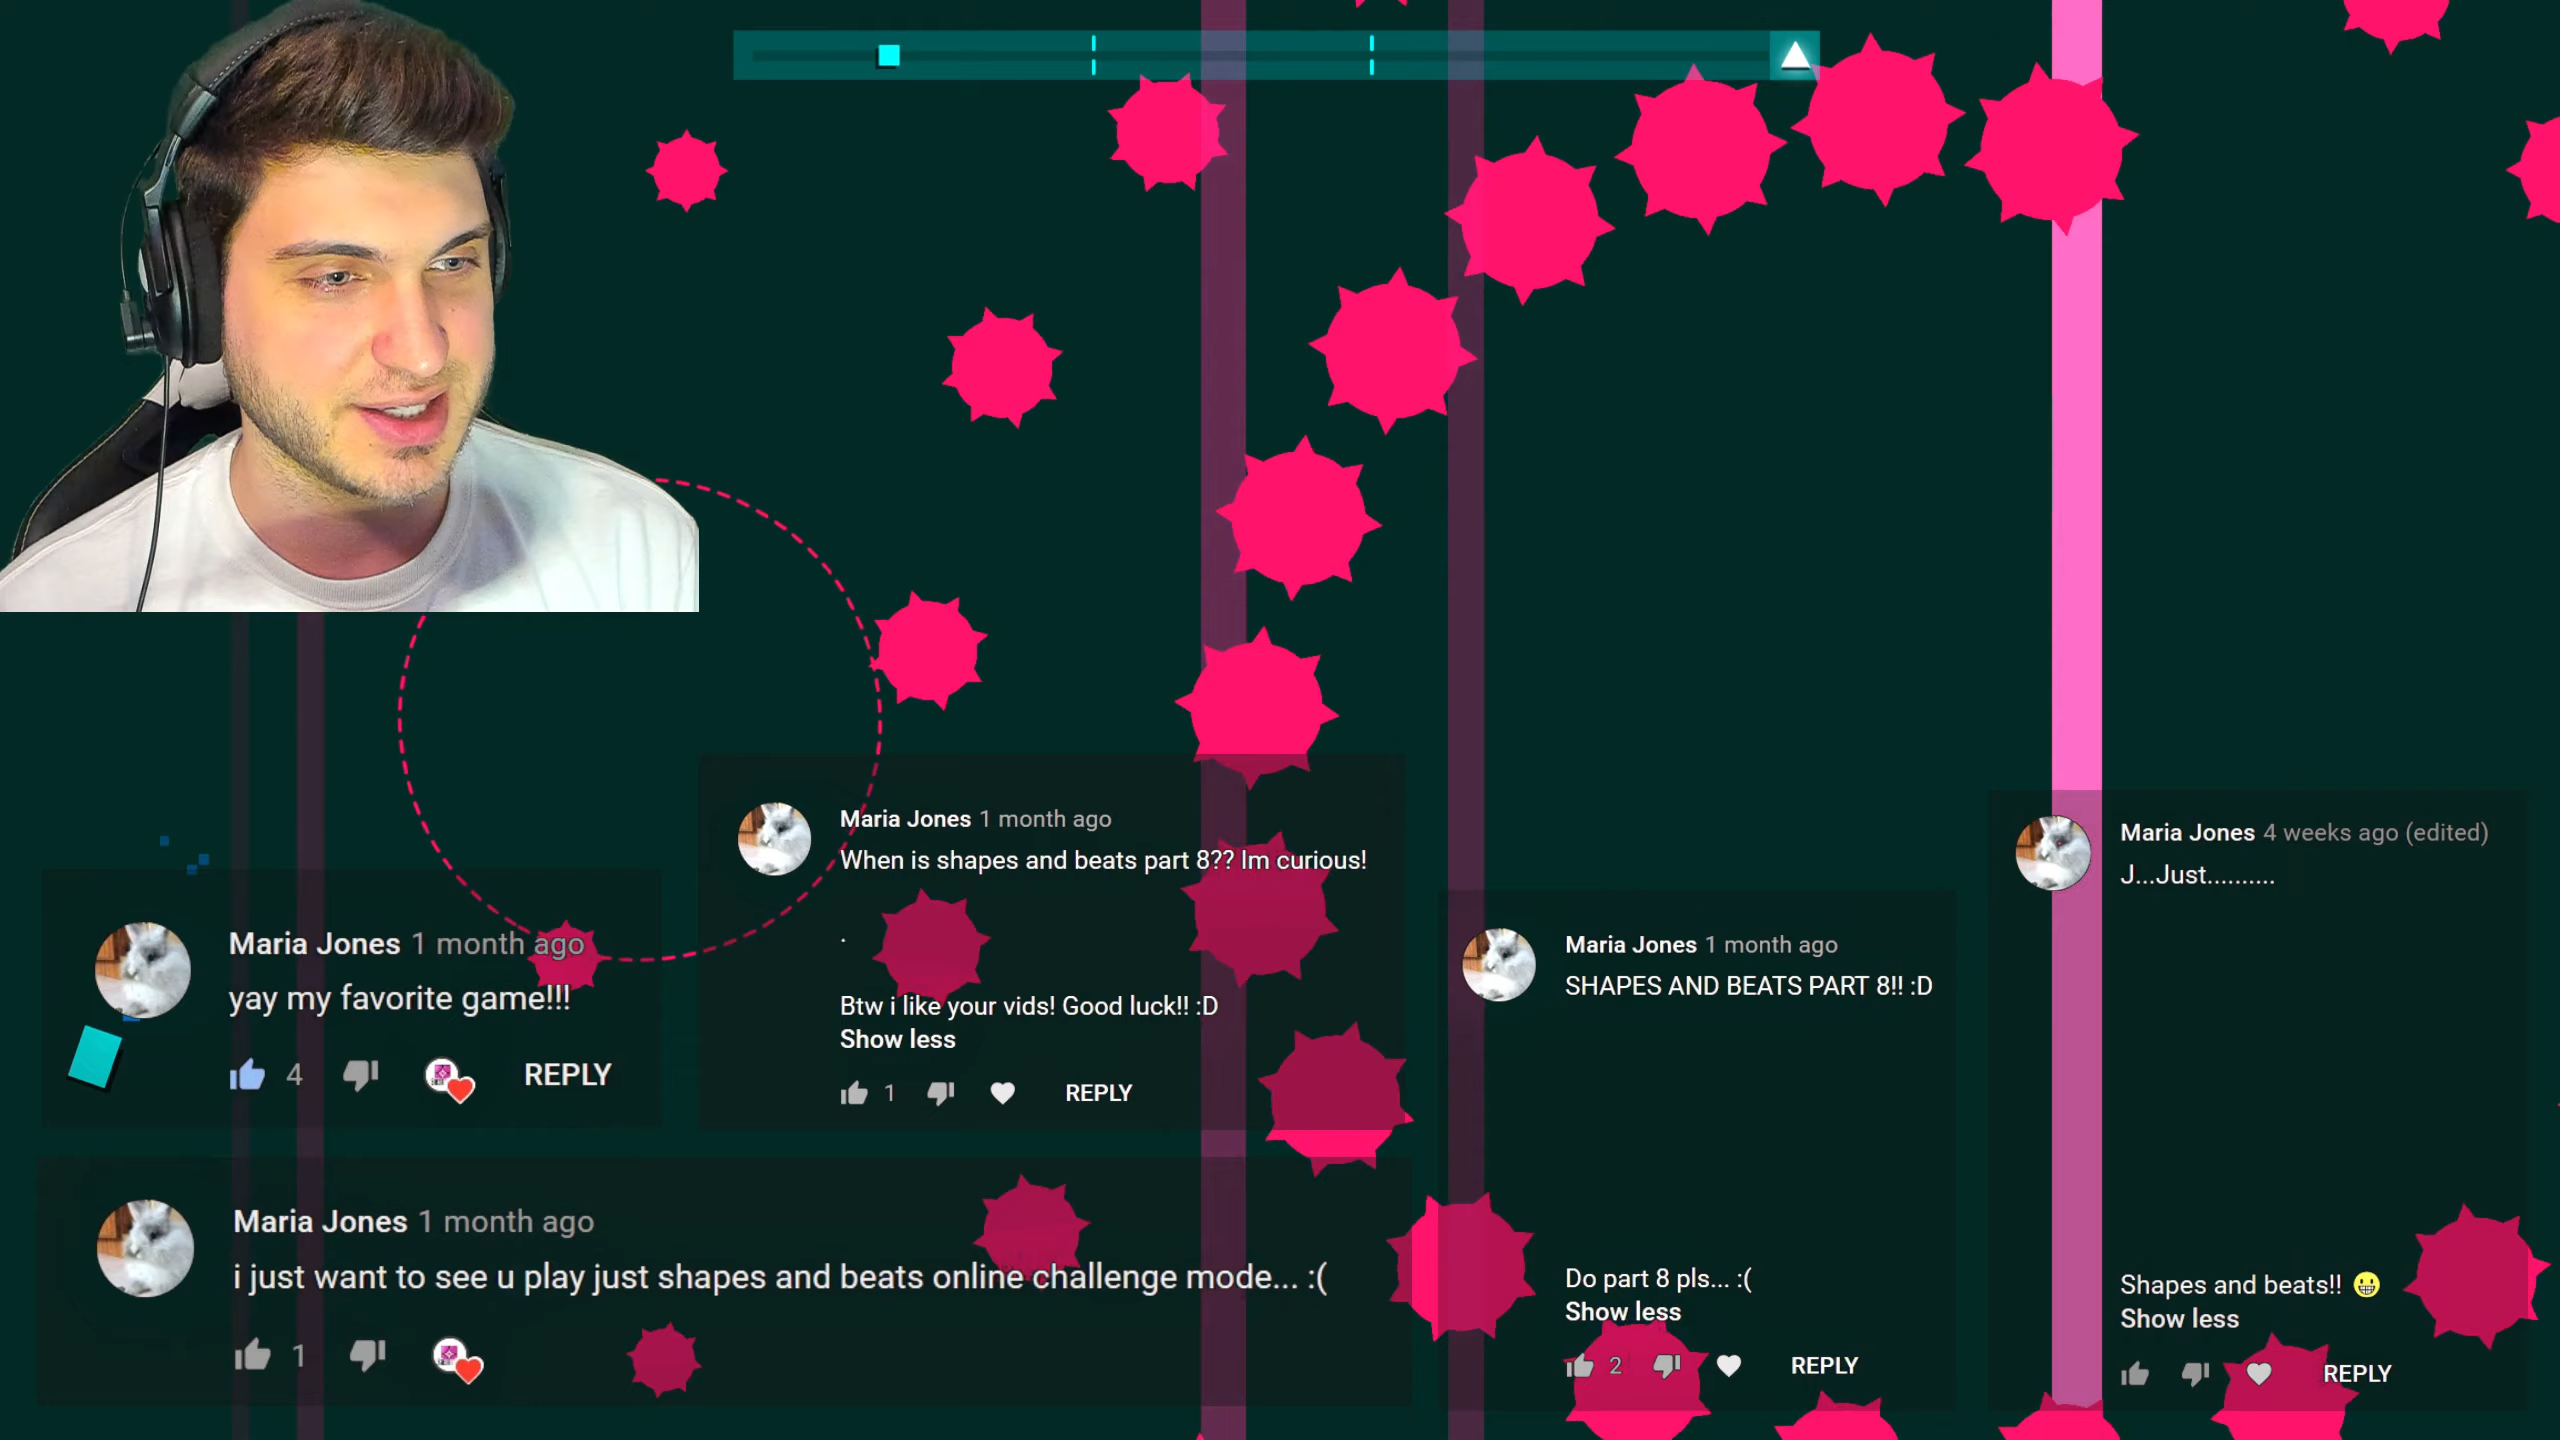 Maria Jones 1 month ago
yay my favorite game!!!
4 REPLY
Maria Jones 1 month ago
When is shapes and beats part 8?? Im curious!
.
Btw i like your vids! Good luck!! :D
Show less
1 REPLY
Maria Jones 1 month ago
SHAPES AND BEATS PART 8!! :D
Do part 8 pls... :(
Show less
2 REPLY
Maria Jones 4 weeks ago (edited)
J...Just..........
Shapes and beats!! 😁
Show less
REPLY
Maria Jones 1 month ago
i just want to see u play just shapes and beats online challenge mode... :(
1